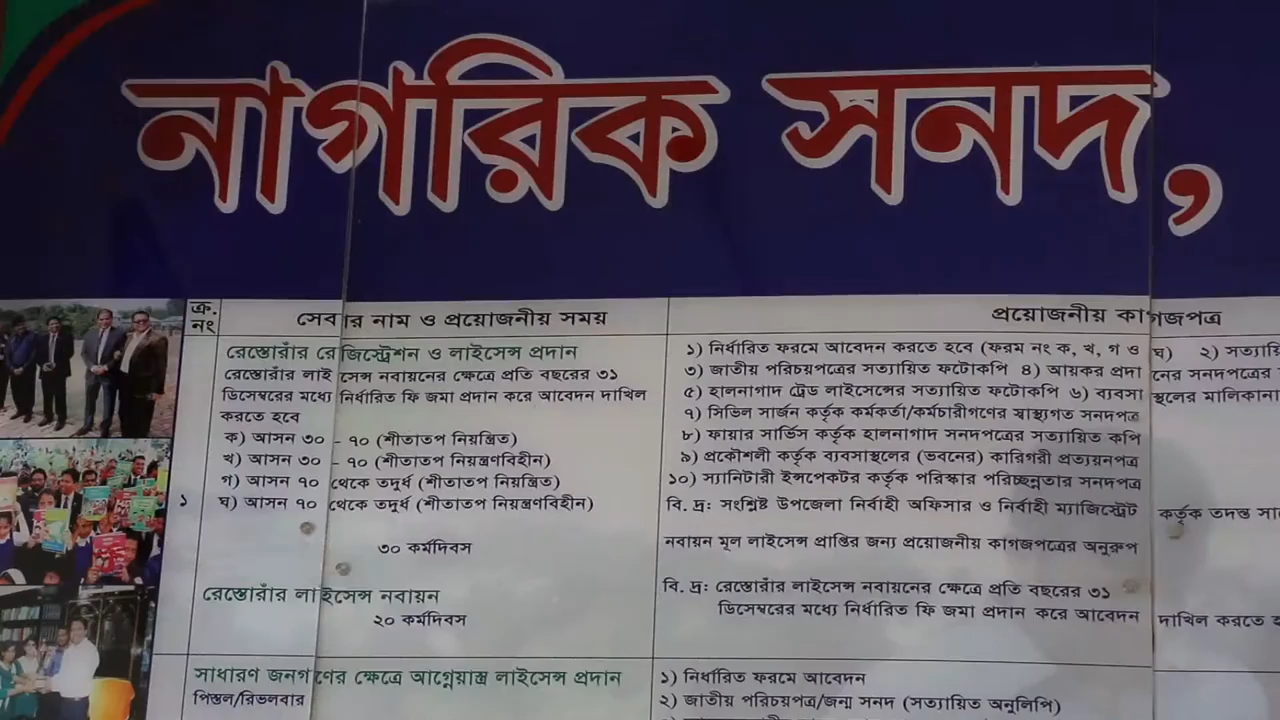 নাগরিক সনদ,
ক্র. নং
সেবার নাম ও প্রয়োজনীয় সময়
প্রয়োজনীয় কাগজপত্র
১
রেস্তোরাঁর রেজিস্ট্রেশন ও লাইসেন্স প্রদান
রেস্তোরাঁর লাইসেন্স নবায়নের ক্ষেত্রে প্রতি বছরের ৩১
ডিসেম্বরের মধ্যে নির্ধারিত ফি জমা প্রদান করে আবেদন দাখিল
করতে হবে
ক) আসন ৩০ - ৭০ (শীতাতপ নিয়ন্ত্রিত)
খ) আসন ৩০ - ৭০ (শীতাতপ নিয়ন্ত্রণবিহীন)
গ) আসন ৭০ থেকে তদুর্ধ (শীতাতপ নিয়ন্ত্রিত)
ঘ) আসন ৭০ থেকে তদুর্ধ (শীতাতপ নিয়ন্ত্রণবিহীন)
৩০ কর্মদিবস
রেস্তোরাঁর লাইসেন্স নবায়ন
২০ কর্মদিবস
১) নির্ধারিত ফরমে আবেদন করতে হবে (ফরম নং ক, খ, গ ও ঘ) ২)
৩) জাতীয় পরিচয়পত্রের সত্যায়িত ফটোকপি ৪) আয়কর প্রদানের সনদপত্রের
৫) হালনাগাদ ট্রেড লাইসেন্সের সত্যায়িত ফটোকপি ৬) ব্যবসাস্থলের মালিকানা
৭) সিভিল সার্জন কর্তৃক কর্মকর্তা/কর্মচারীগণের স্বাস্থ্যগত সনদপত্র
৮) ফায়ার সার্ভিস কর্তৃক হালনাগাদ সনদপত্রের সত্যায়িত কপি
৯) প্রকৌশলী কর্তৃক ব্যবসাস্থলের (ভবনের) কারিগরী প্রত্যয়নপত্র
১০) স্যানিটারী ইন্সপেকটর কর্তৃক পরিস্কার পরিচ্ছন্নতার সনদপত্র
বি. দ্র: সংশ্লিষ্ট উপজেলা নির্বাহী অফিসার ও নির্বাহী ম্যাজিস্ট্রেট কর্তৃক তদন্ত
নবায়ন মূল লাইসেন্স প্রাপ্তির জন্য প্রয়োজনীয় কাগজপত্রের অনুরুপ
বি. দ্র: রেস্তোরাঁর লাইসেন্স নবায়নের ক্ষেত্রে প্রতি বছরের ৩১
ডিসেম্বরের মধ্যে নির্ধারিত ফি জমা প্রদান করে আবেদন দাখিল করতে
সাধারণ জনগণের ক্ষেত্রে আগ্নেয়াস্ত্র লাইসেন্স প্রদান
পিস্তল/রিভলবার
১) নির্ধারিত ফরমে আবেদন
২) জাতীয় পরিচয়পত্র/জন্ম সনদ (সত্যায়িত অনুলিপি)